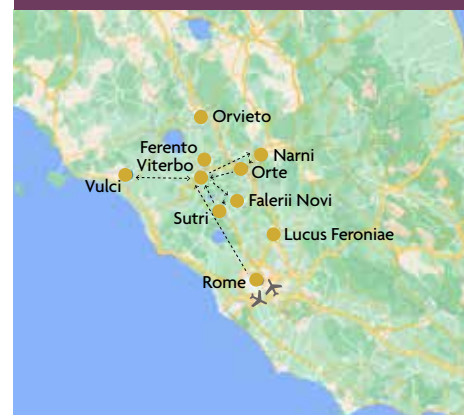 Orvieto
Ferento
Viterbo
Narni
Orte
Vulci
Falerii Novi
Sutri
Lucus Feroniae
Rome